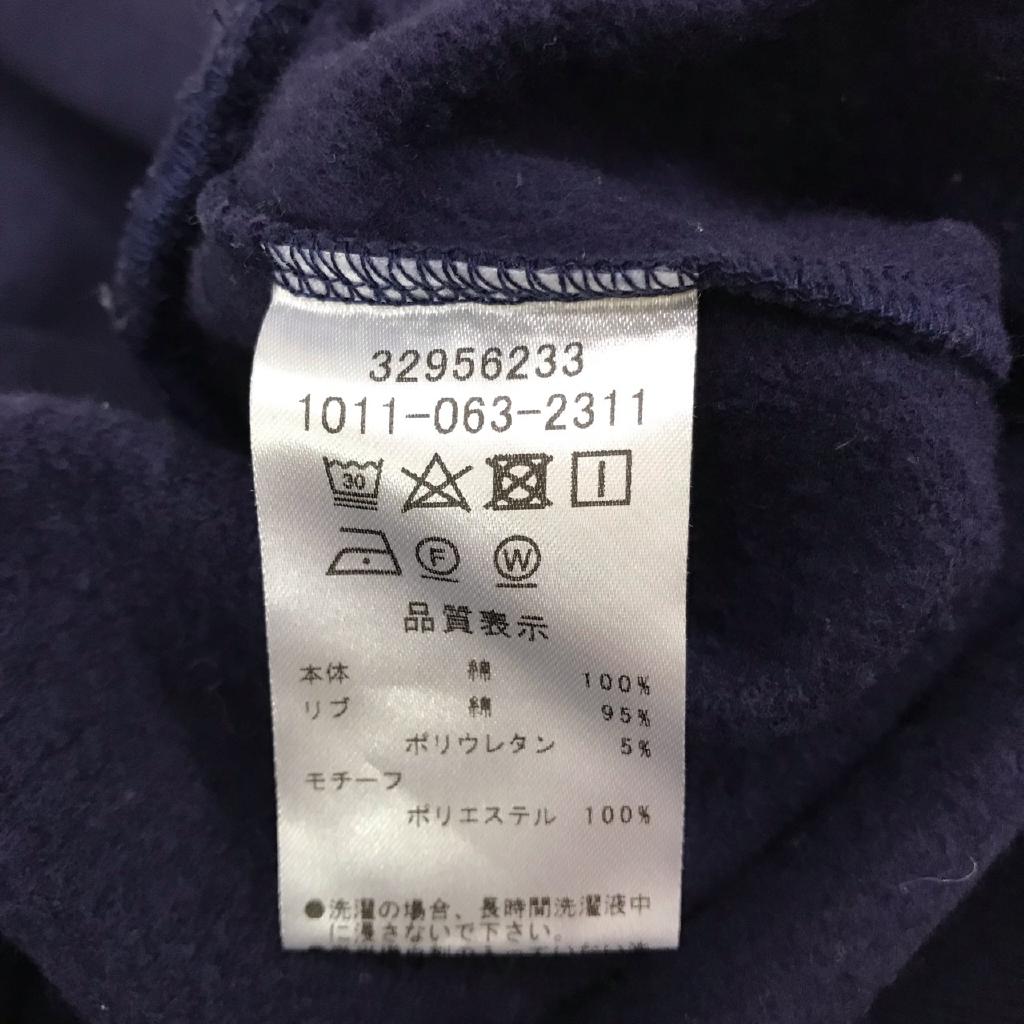 32956233
1011-063-2311
30
F W
品質表示
本体 綿 100%
リブ 綿 95%
ポリウレタン 5%
モチーフ
ポリエステル 100%
●洗濯の場合、長時間洗濯液中
に浸さないで下さい。